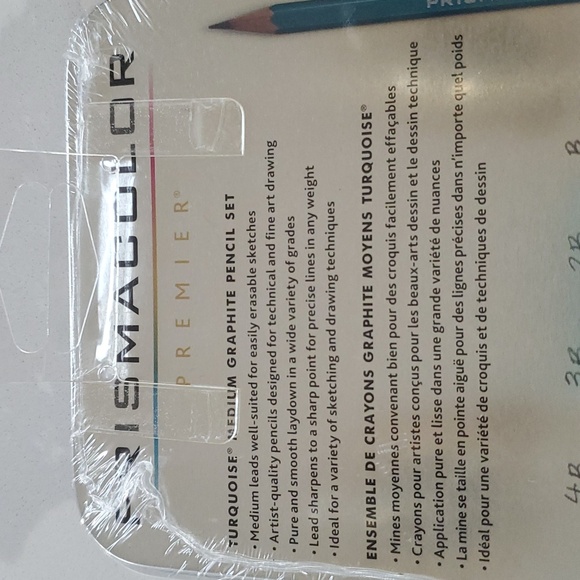 PRISMACOLOR
PREMIER®
TURQUOISE® MEDIUM GRAPHITE PENCIL SET
• Medium leads well-suited for easily erasable sketches
• Artist-quality pencils designed for technical and fine art drawing
• Pure and smooth laydown in a wide variety of grades
• Lead sharpens to a sharp point for precise lines in any weight
• Ideal for a variety of sketching and drawing techniques
ENSEMBLE DE CRAYONS GRAPHITE MOYENS TURQUOISE®
• Mines moyennes convenant bien pour des croquis facilement effaçables
• Crayons pour artistes conçus pour les beaux-arts dessin et le dessin technique
• Application pure et lisse dans une grande variété de nuances
• La mine se taille en pointe aiguë pour des lignes précises dans n'importe quel poids
• Idéal pour une variété de croquis et de techniques de dessin
4B 3B 2B B